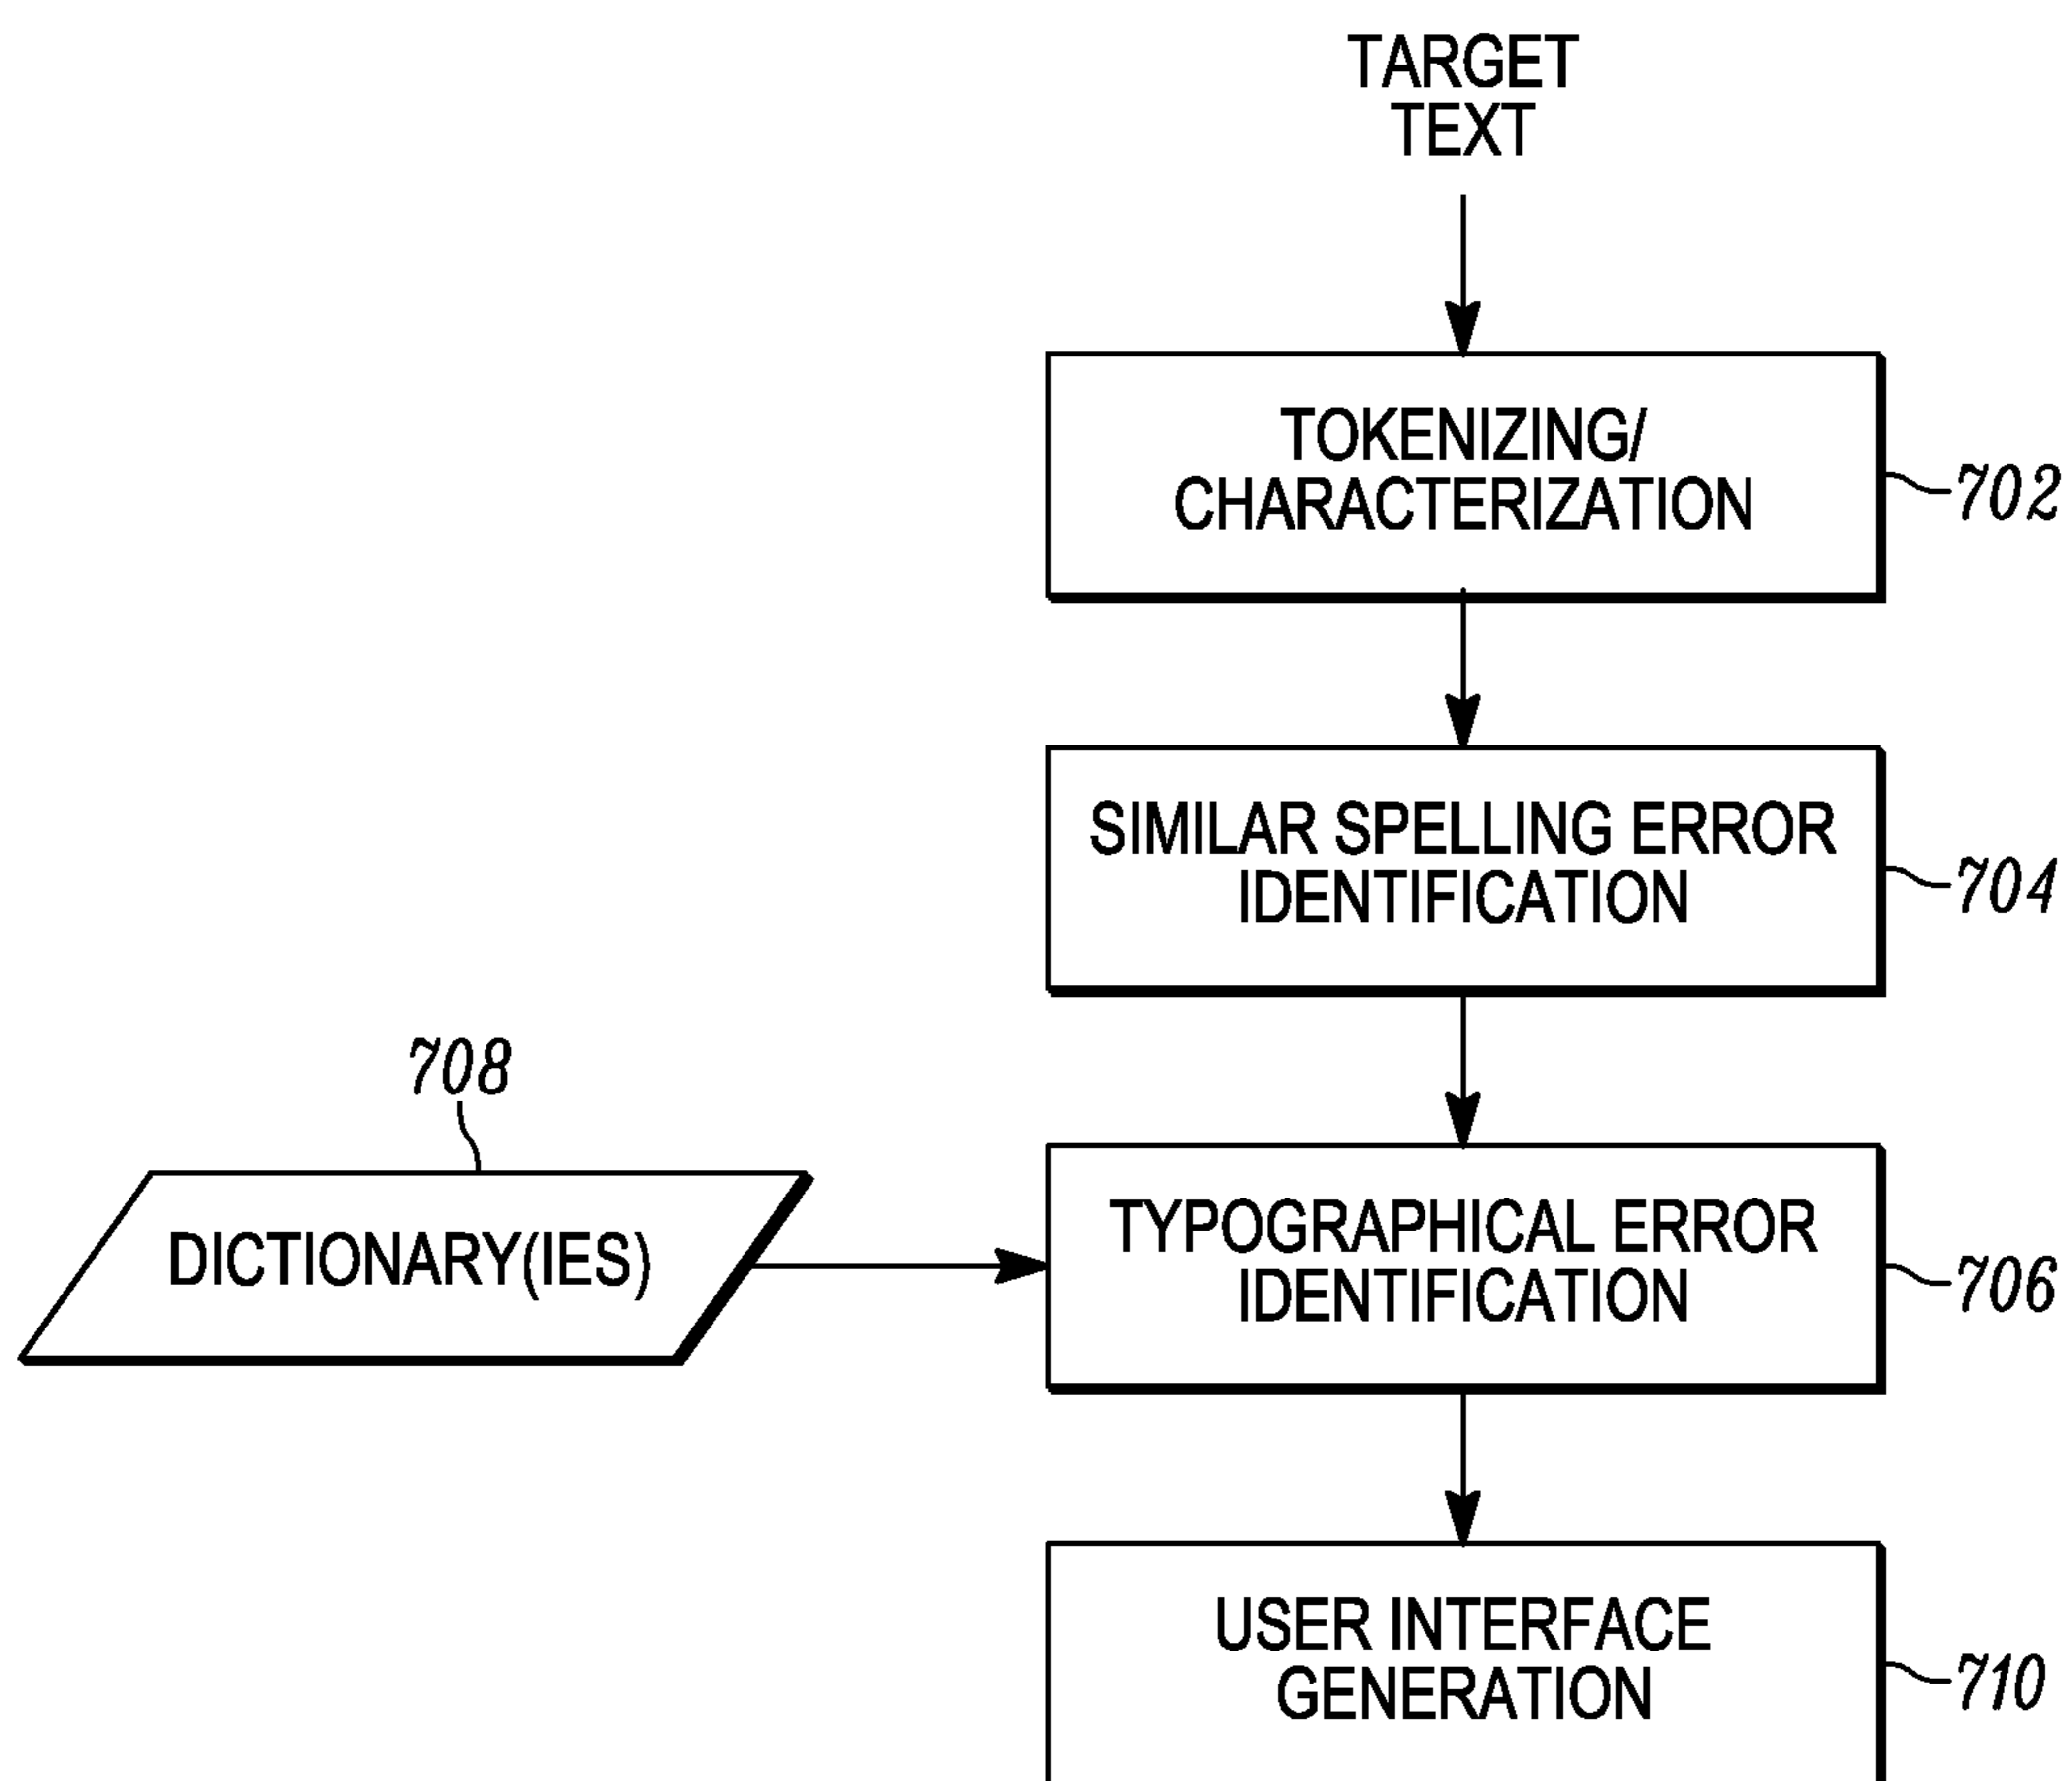 TARGET
TEXT
TOKENIZING/
CHARACTERIZATION
702
SIMILAR SPELLING ERROR
IDENTIFICATION
704
708
DICTIONARY(IES)
TYPOGRAPHICAL ERROR
IDENTIFICATION
706
USER INTERFACE
GENERATION
710